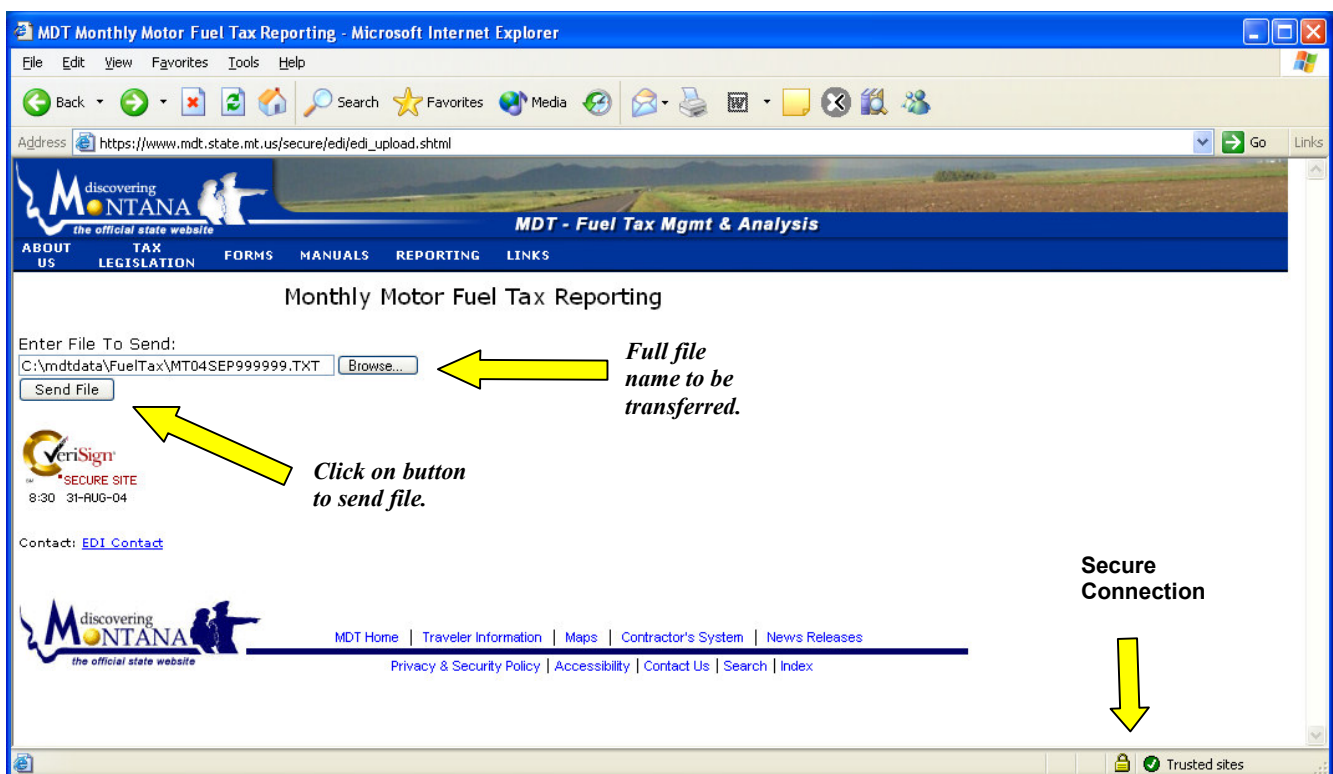 MDT Monthly Motor Fuel Tax Reporting - Microsoft Internet Explorer
File Edit View Favorites Tools Help
Back Search Favorites Media
Address https://www.mdt.state.mt.us/secure/edi/edi_upload.shtml Go Links
discovering
MONTANA
the official state website
MDT - Fuel Tax Mgmt & Analysis
ABOUT US TAX LEGISLATION FORMS MANUALS REPORTING LINKS
Monthly Motor Fuel Tax Reporting
Enter File To Send:
C:\mdtdata\FuelTax\MT04SEP999999.TXT Browse...
Send File
Full file
name to be
transferred.
VeriSign
SECURE SITE
8:30 31-AUG-04
Click on button
to send file.
Contact: EDI Contact
Secure
Connection
discovering
MONTANA
the official state website
MDT Home | Traveler Information | Maps | Contractor's System | News Releases
Privacy & Security Policy | Accessibility | Contact Us | Search | Index
Trusted sites